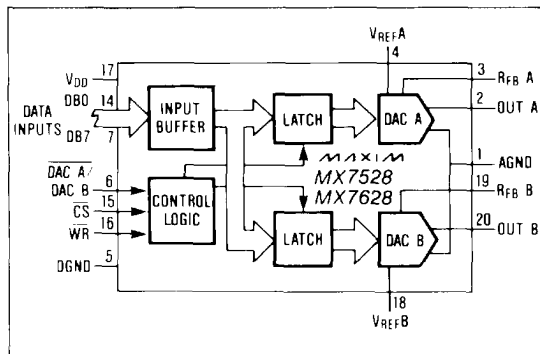 VREFA
14
17
VDD
3
RFB A
DATA INPUTS
DB0
14
DB7
7
INPUT BUFFER
LATCH
DAC A
2
OUT A
MAXIM
MX7528
MX7628
1
AGND
DAC A/
DAC B
6
CS
15
WR
16
CONTROL LOGIC
19
RFB B
LATCH
DAC B
20
OUT B
5
DGND
18
VREFB